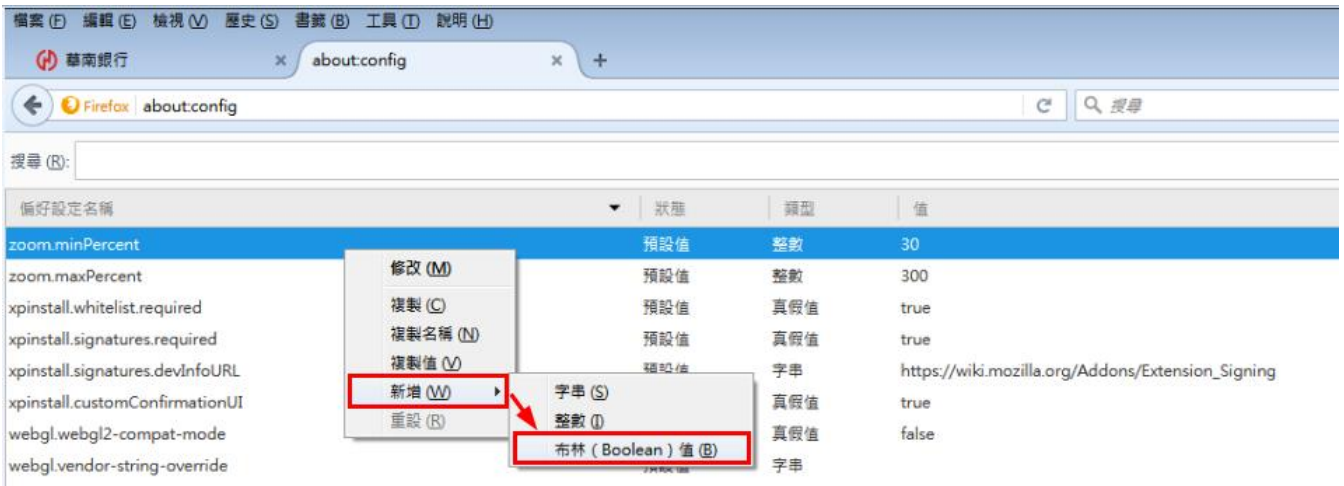 檔案(F) 編輯(E) 檢視(V) 歷史(S) 書籤(B) 工具(T) 說明(H)
華南銀行 × about:config × +
Firefox about:config 搜尋
搜尋(R):
偏好設定名稱 狀態 類型 值
zoom.minPercent 預設值 整數 30
zoom.maxPercent 預設值 整數 300
xpinstall.whitelist.required 預設值 真假值 true
xpinstall.signatures.required 預設值 真假值 true
xpinstall.signatures.devInfoURL 預設值 字串 https://wiki.mozilla.org/Addons/Extension_Signing
xpinstall.customConfirmationUI 真假值 true
webgl.webgl2-compat-mode 真假值 false
webgl.vendor-string-override 預設值 字串
修改(M)
複製(C)
複製名稱(N)
複製值(V)
新增(W)
重設(R)
字串(S)
整數(I)
布林(Boolean)值(B)